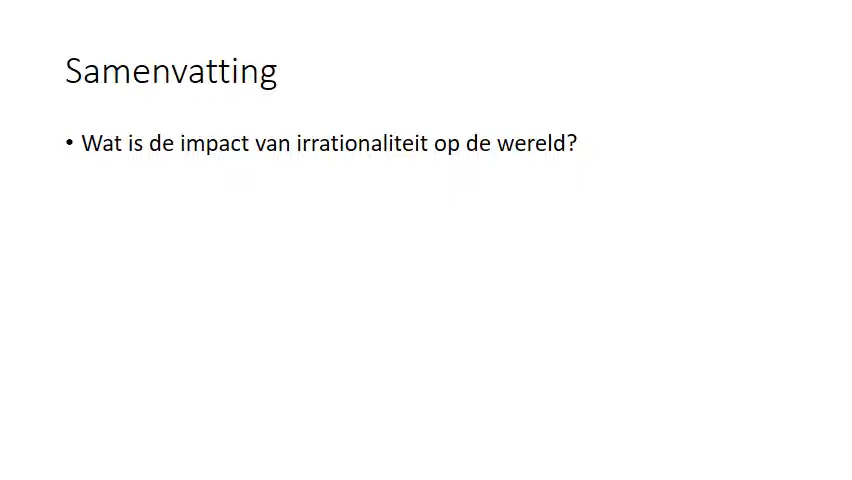 Samenvatting
• Wat is de impact van irrationaliteit op de wereld?